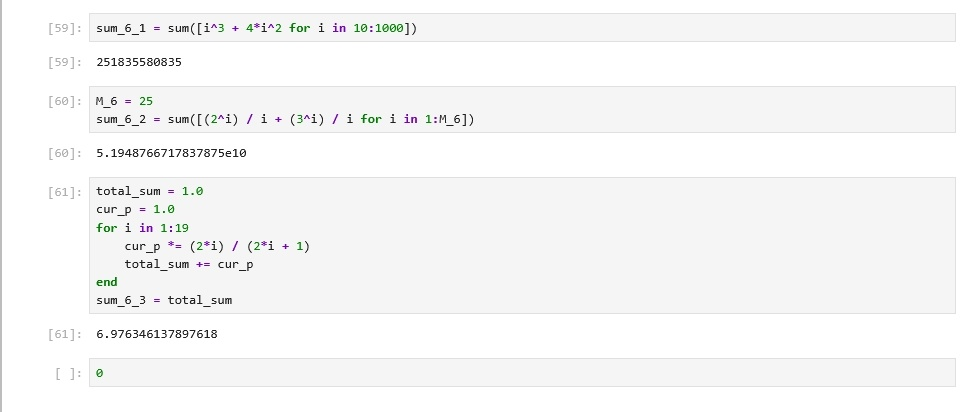 [59]: sum_6_1 = sum([i^3 + 4*i^2 for i in 10:1000])
[59]: 251835580835
[60]: M_6 = 25
sum_6_2 = sum([(2^i) / i + (3^i) / i for i in 1:M_6])
[60]: 5.1948766717837875e10
[61]: total_sum = 1.0
cur_p = 1.0
for i in 1:19
    cur_p *= (2*i) / (2*i + 1)
    total_sum += cur_p
end
sum_6_3 = total_sum
[61]: 6.976346137897618
[ ]: 0